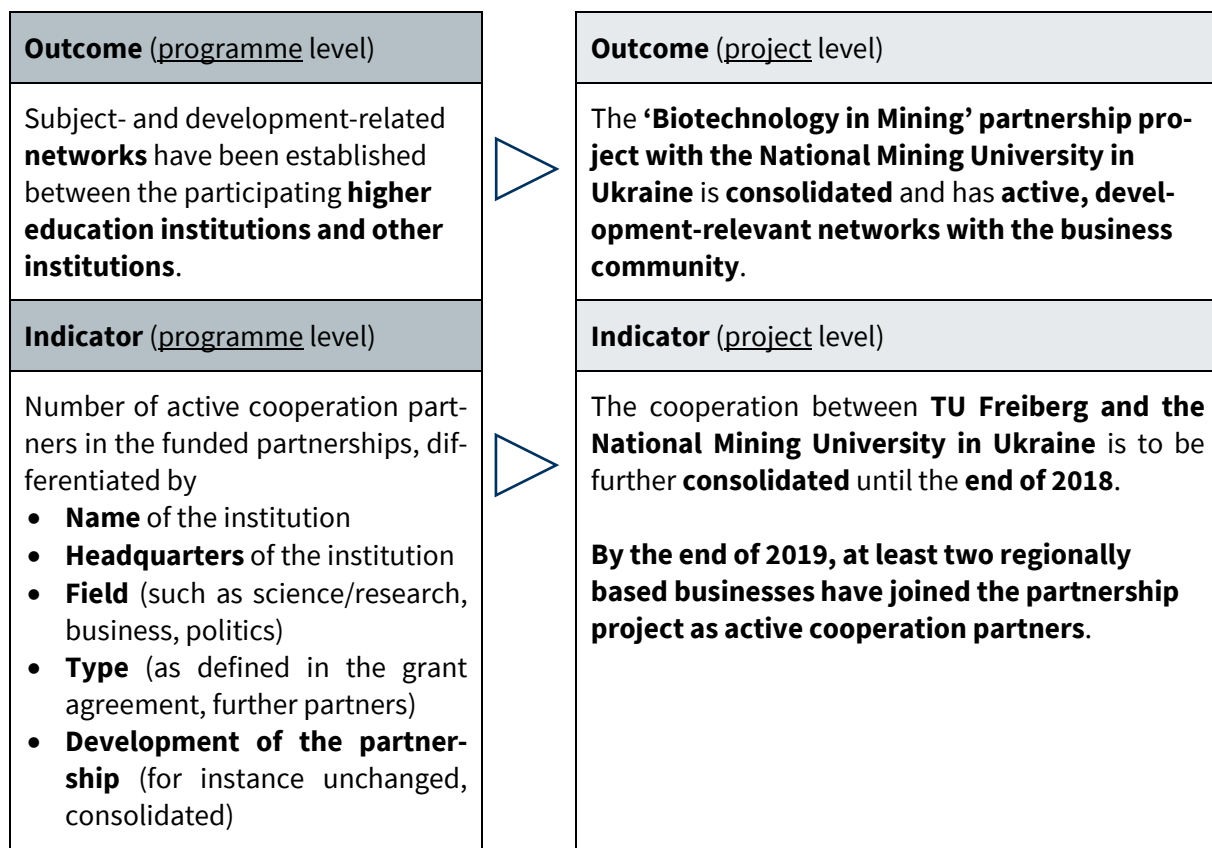 Outcome (programme level)
Subject- and development-related
networks have been established
between the participating higher
education institutions and other
institutions.
Indicator (programme level)
Number of active cooperation part-
ners in the funded partnerships, dif-
ferentiated by
• Name of the institution
• Headquarters of the institution
• Field (such as science/research,
business, politics)
• Type (as defined in the grant
agreement, further partners)
• Development of the partner-
ship (for instance unchanged,
consolidated)
Outcome (project level)
The ‘Biotechnology in Mining’ partnership pro-
ject with the National Mining University in
Ukraine is consolidated and has active, devel-
opment-relevant networks with the business
community.
Indicator (project level)
The cooperation between TU Freiberg and the
National Mining University in Ukraine is to be
further consolidated until the end of 2018.
By the end of 2019, at least two regionally
based businesses have joined the partnership
project as active cooperation partners.